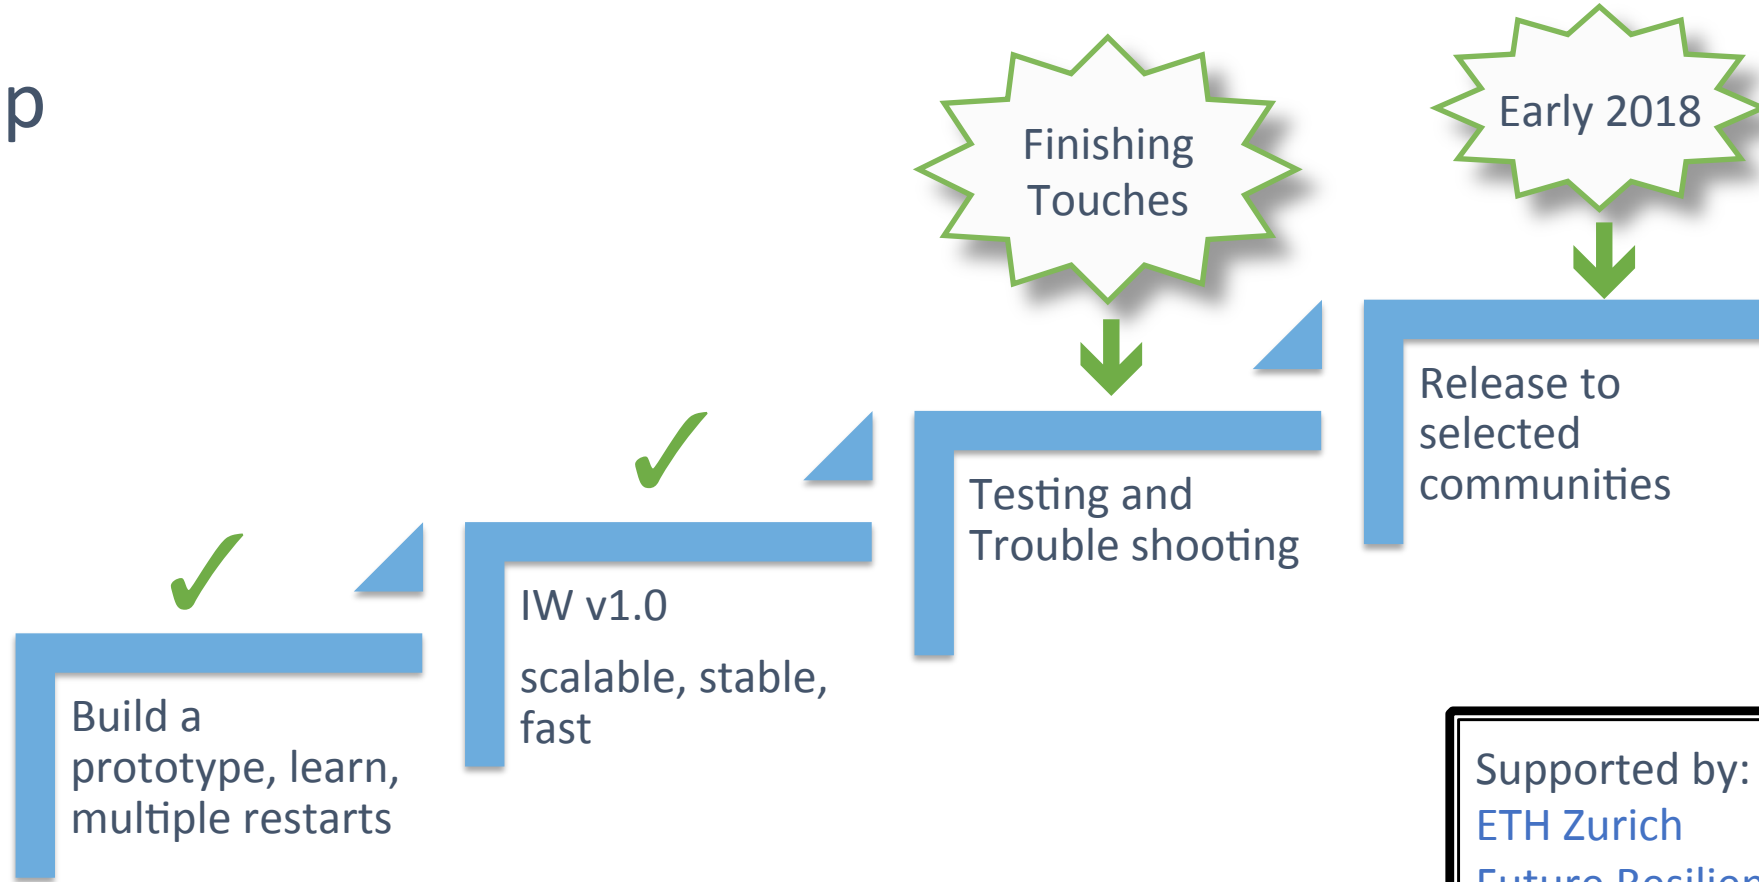 p
Finishing
Touches
Early 2018
Release to
selected
communities
Testing and
Trouble shooting
IW v1.0
scalable, stable,
fast
Build a
prototype, learn,
multiple restarts
Supported by:
ETH Zurich
Future